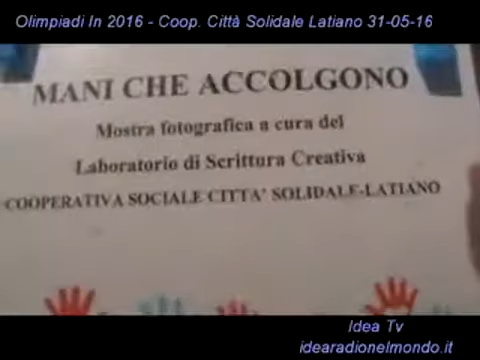 Olimpiadi In 2016 - Coop. Città Solidale Latiano 31-05-16
MANI CHE ACCOLGONO
Mostra fotografica a cura del
Laboratorio di Scrittura Creativa
COOPERATIVA SOCIALE CITTA' SOLIDALE-LATIANO
Idea Tv
idearadionelmondo.it